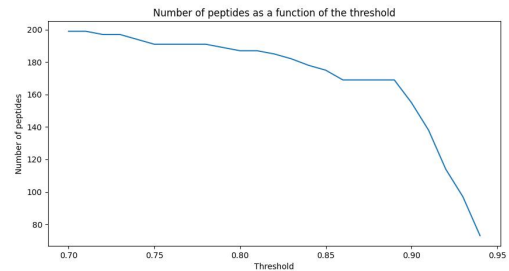 Number of peptides as a function of the threshold
200
180
160
140
120
100
80
Number of peptides
0.70 0.75 0.80 0.85 0.90 0.95
Threshold